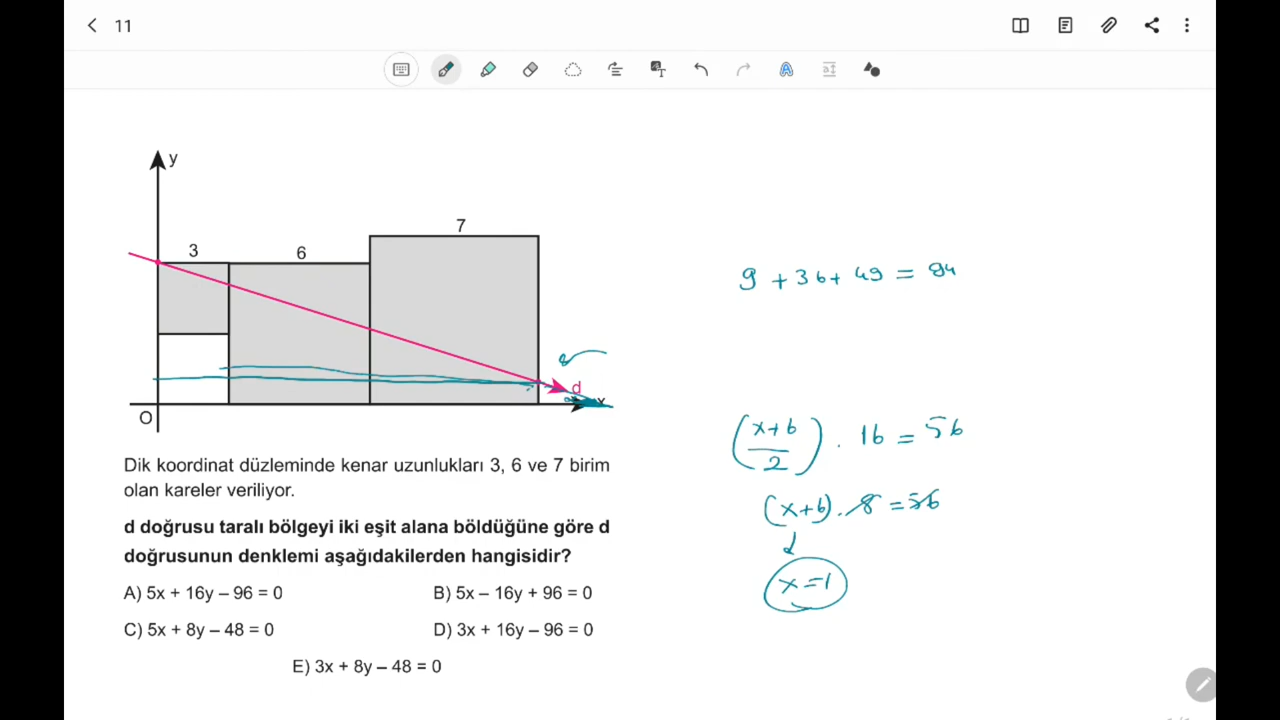 11
y
3
6
7
9 + 36 + 49 = 94
d
x
O
(x+6/2) . 16 = 56
(x+6) . 8 = 56
x = 1
Dik koordinat düzleminde kenar uzunlukları 3, 6 ve 7 birim
olan kareler veriliyor.
d doğrusu taralı bölgeyi iki eşit alana böldüğüne göre d
doğrusunun denklemi aşağıdakilerden hangisidir?
A) 5x + 16y – 96 = 0
B) 5x – 16y + 96 = 0
C) 5x + 8y – 48 = 0
D) 3x + 16y – 96 = 0
E) 3x + 8y – 48 = 0